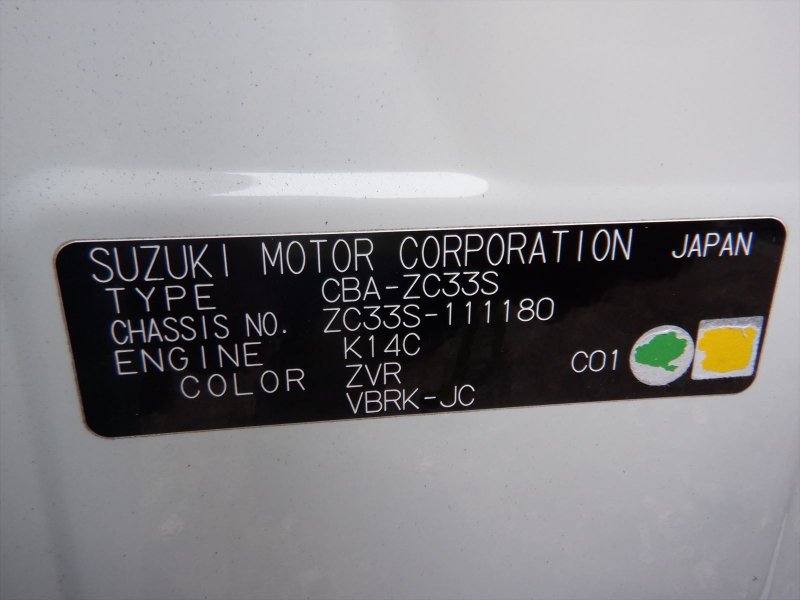 SUZUKI MOTOR CORPORATION JAPAN
TYPE CBA-ZC33S
CHASSIS NO. ZC33S-111180
ENGINE K14C
COLOR ZVR C01
VBRK-JC